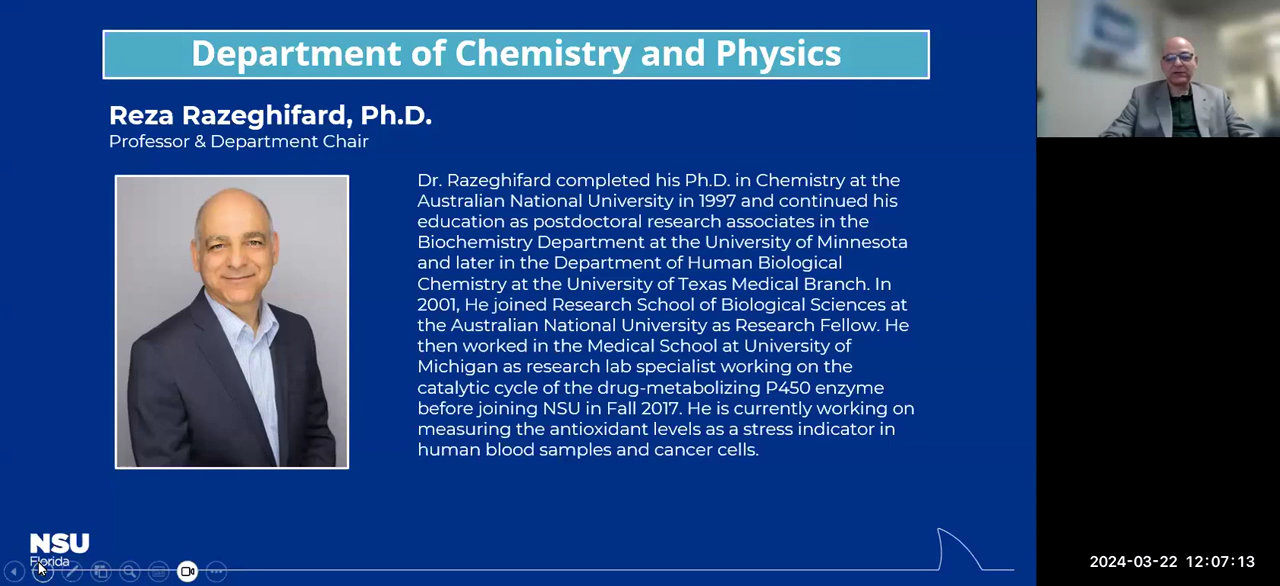 Department of Chemistry and Physics
Reza Razeghifard, Ph.D.
Professor & Department Chair
Dr. Razeghifard completed his Ph.D. in Chemistry at the
Australian National University in 1997 and continued his
education as postdoctoral research associates in the
Biochemistry Department at the University of Minnesota
and later in the Department of Human Biological
Chemistry at the University of Texas Medical Branch. In
2001, He joined Research School of Biological Sciences at
the Australian National University as Research Fellow. He
then worked in the Medical School at University of
Michigan as research lab specialist working on the
catalytic cycle of the drug-metabolizing P450 enzyme
before joining NSU in Fall 2017. He is currently working on
measuring the antioxidant levels as a stress indicator in
human blood samples and cancer cells.
NSU
Florida
2024-03-22 12:07:13